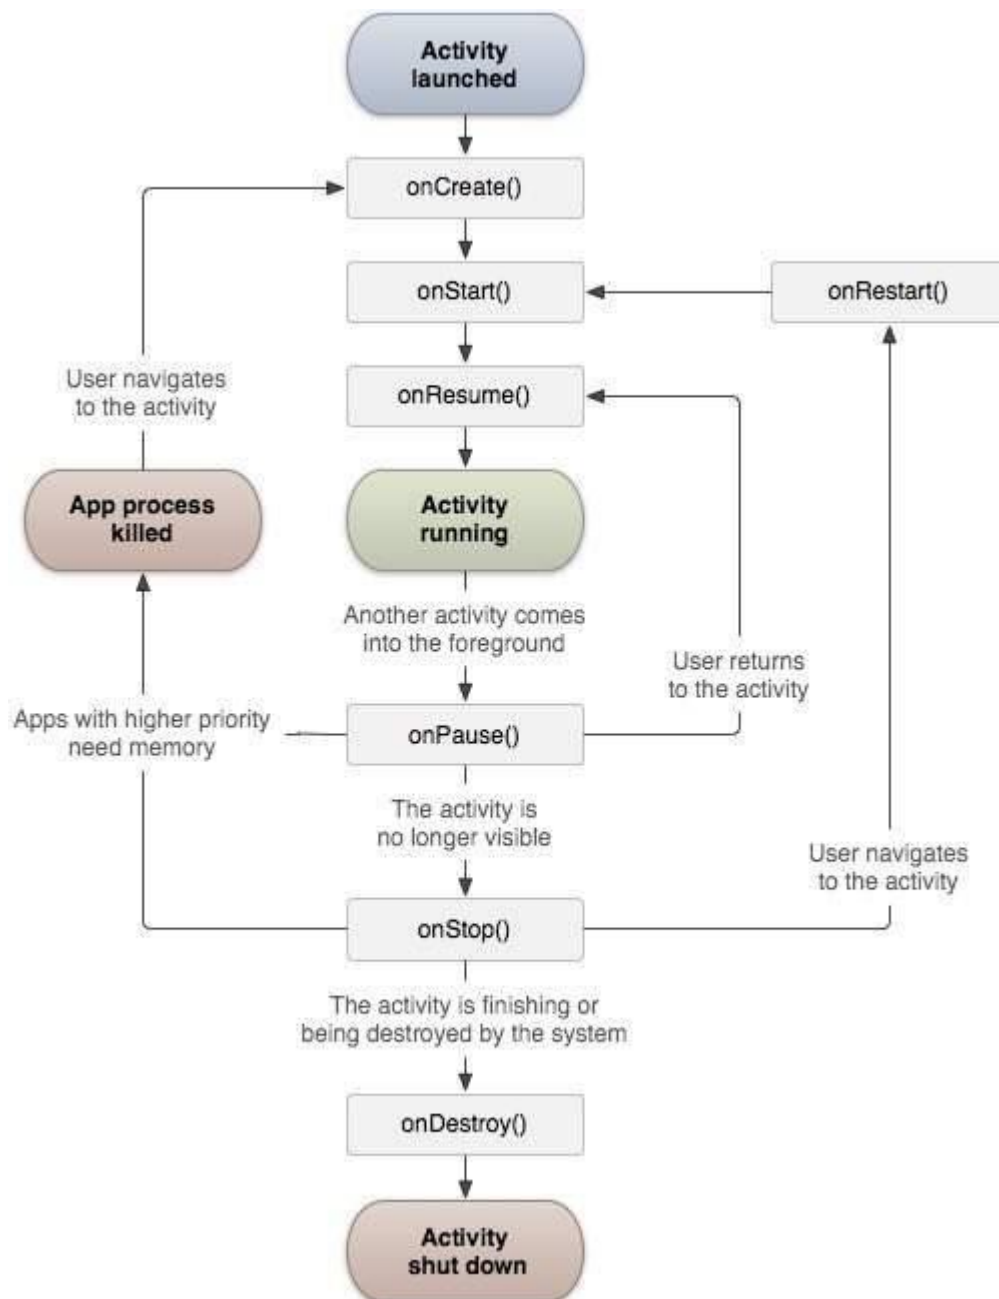 Activity
launched
onCreate()
onStart()
onRestart()
onResume()
User navigates
to the activity
App process
killed
Activity
running
Another activity comes
into the foreground
User returns
to the activity
Apps with higher priority
need memory
onPause()
The activity is
no longer visible
User navigates
to the activity
onStop()
The activity is finishing or
being destroyed by the system
onDestroy()
Activity
shut down